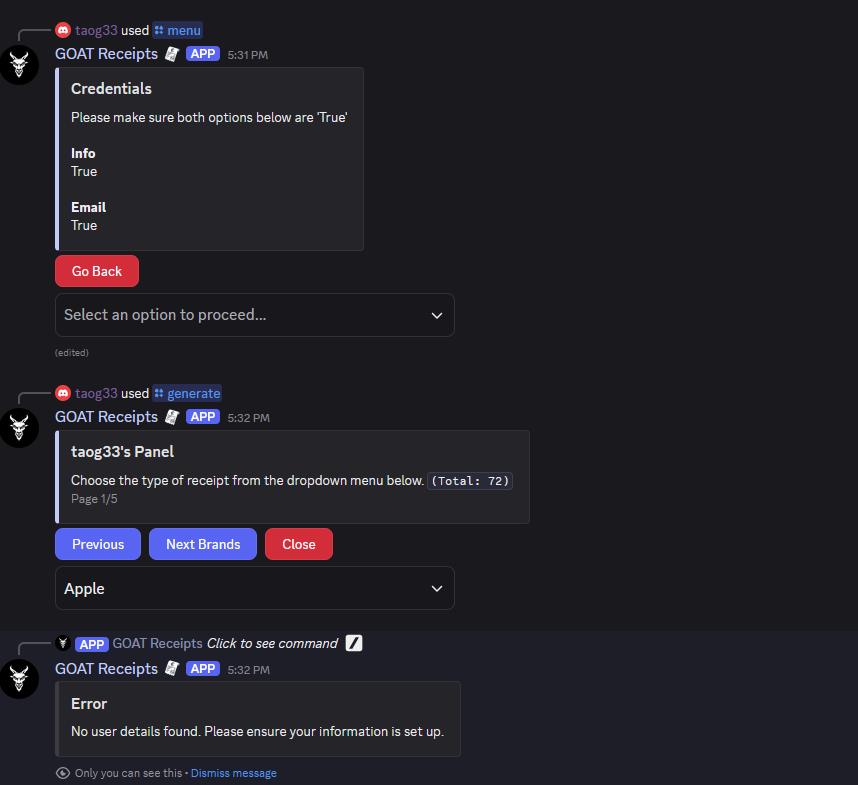 taog33 used menu
GOAT Receipts APP 5:31 PM
Credentials
Please make sure both options below are 'True'
Info
True
Email
True
Go Back
Select an option to proceed...
(edited)
taog33 used generate
GOAT Receipts APP 5:32 PM
taog33's Panel
Choose the type of receipt from the dropdown menu below. (Total: 72)
Page 1/5
Previous Next Brands Close
Apple
APP GOAT Receipts Click to see command
GOAT Receipts APP 5:32 PM
Error
No user details found. Please ensure your information is set up.
Only you can see this • Dismiss message